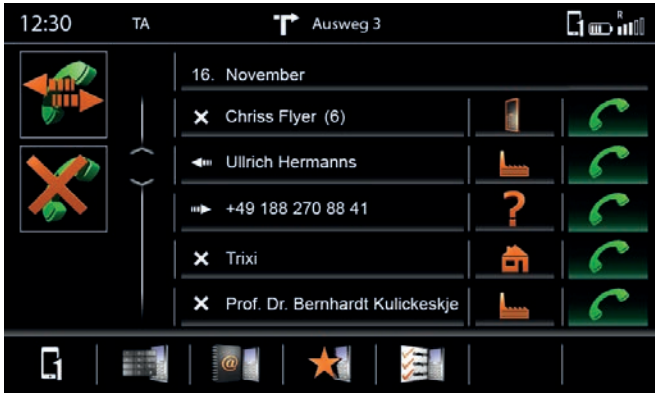 12:30 TA Ausweg 3 R
16. November
Chriss Flyer (6)
Ullrich Hermanns
+49 188 270 88 41
?
Trixi
Prof. Dr. Bernhardt Kulickeskje
1
@